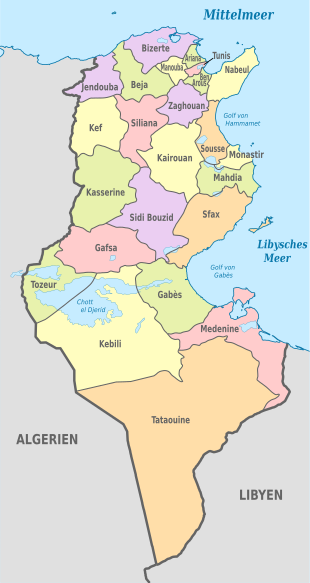 Mittelmeer
Bizerte
Ariana
Tunis
Manouba
Nabeul
Ben
Arous
Jendouba
Beja
Zaghouan
Golf von
Hammamet
Kef
Siliana
Sousse
Kairouan
Monastir
Mahdia
Kasserine
Sidi Bouzid
Sfax
Libysches
Meer
Gafsa
Golf von
Gabès
Tozeur
Chott
el Djerid
Gabès
Medenine
Kebili
Tataouine
ALGERIEN
LIBYEN